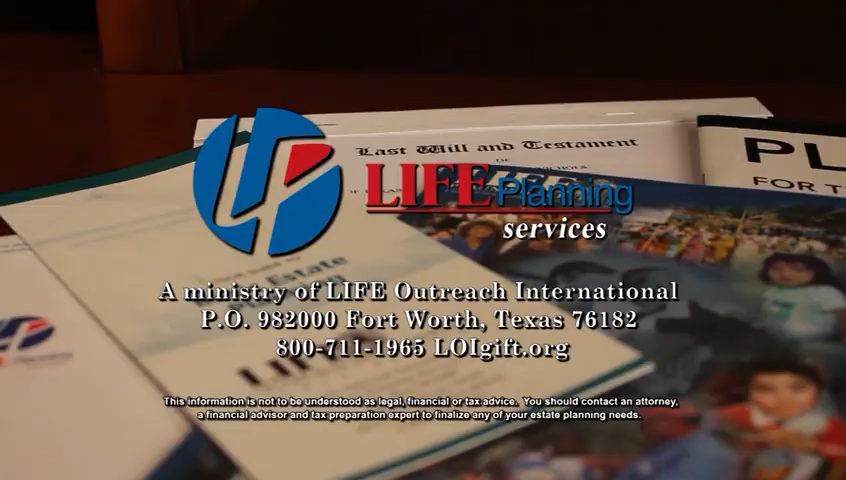 Last Will and Testament
OF
PL
FOR T
LIFE Planning
services
Estate
A ministry of LIFE Outreach International
P.O. 982000 Fort Worth, Texas 76182
800-711-1965 LOIgift.org
This information is not to be understood as legal, financial or tax advice. You should contact an attorney,
a financial advisor and tax preparation expert to finalize any of your estate planning needs.